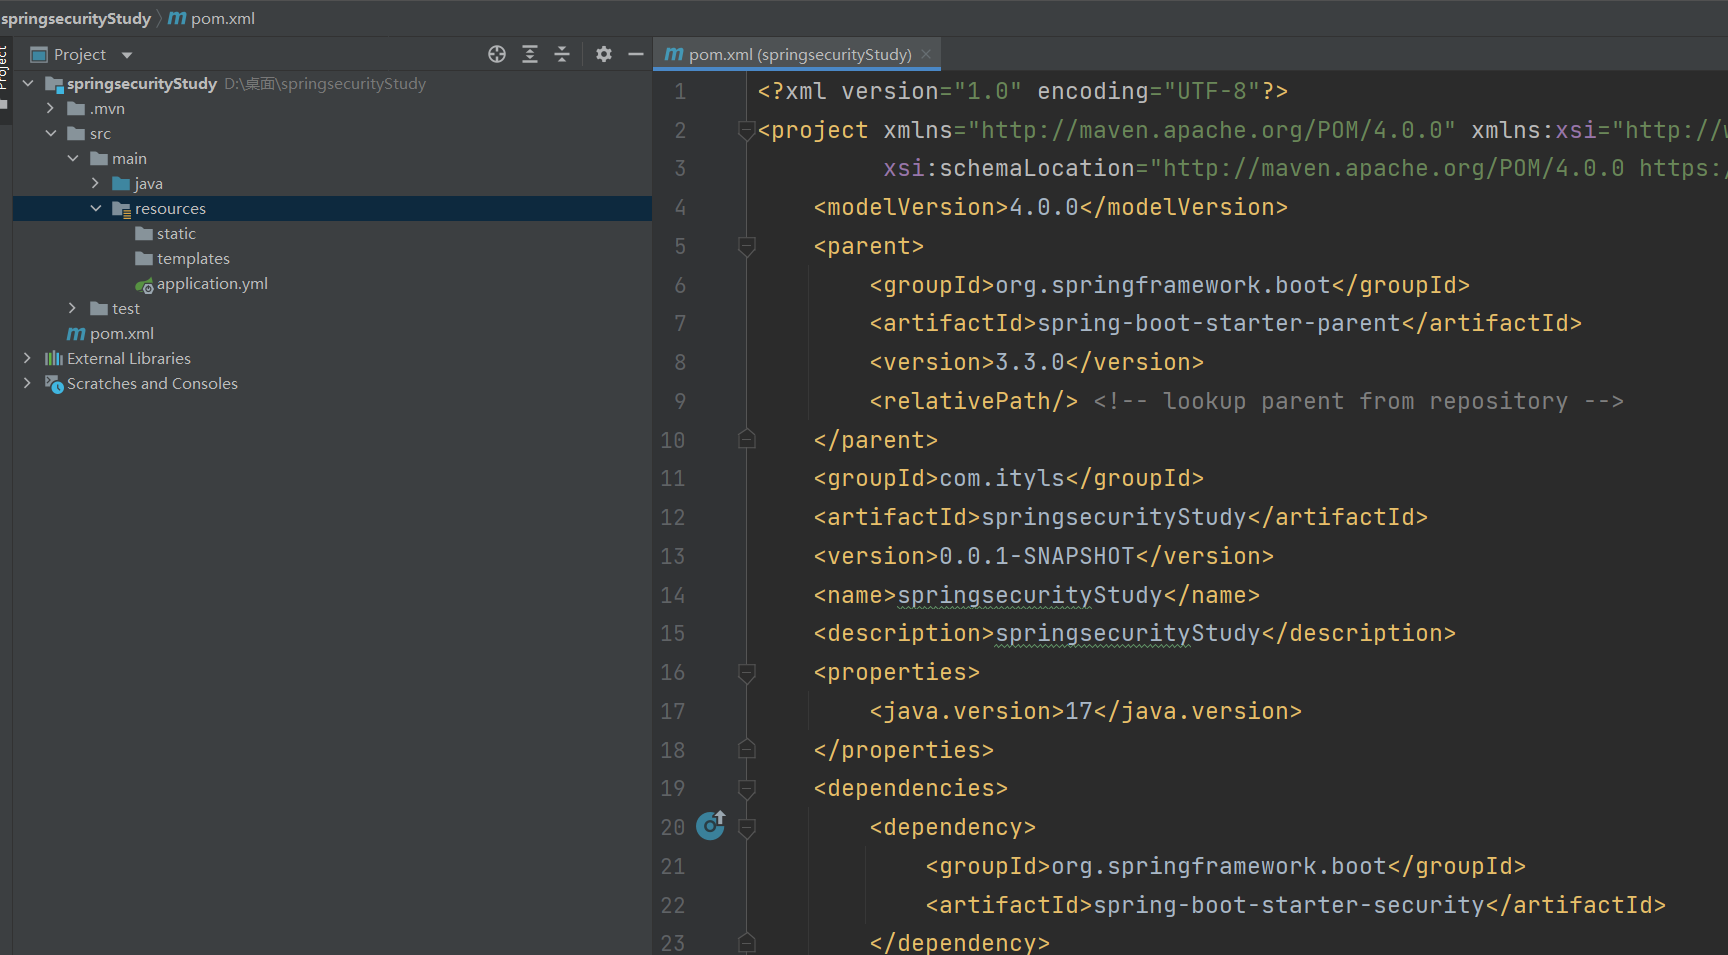 springsecurityStudy pom.xml
Project
Project
pom.xml (springsecurityStudy)
springsecurityStudy D:\桌面\springsecurityStudy
.mvn
src
main
java
resources
static
templates
application.yml
test
pom.xml
External Libraries
Scratches and Consoles
1 <?xml version="1.0" encoding="UTF-8"?>
2 <project xmlns="http://maven.apache.org/POM/4.0.0" xmlns:xsi="http://
3 xsi:schemaLocation="http://maven.apache.org/POM/4.0.0 https:
4 <modelVersion>4.0.0</modelVersion>
5 <parent>
6 <groupId>org.springframework.boot</groupId>
7 <artifactId>spring-boot-starter-parent</artifactId>
8 <version>3.3.0</version>
9 <relativePath/> <!-- lookup parent from repository -->
10 </parent>
11 <groupId>com.ityls</groupId>
12 <artifactId>springsecurityStudy</artifactId>
13 <version>0.0.1-SNAPSHOT</version>
14 <name>springsecurityStudy</name>
15 <description>springsecurityStudy</description>
16 <properties>
17 <java.version>17</java.version>
18 </properties>
19 <dependencies>
20 <dependency>
21 <groupId>org.springframework.boot</groupId>
22 <artifactId>spring-boot-starter-security</artifactId>
23 </dependency>